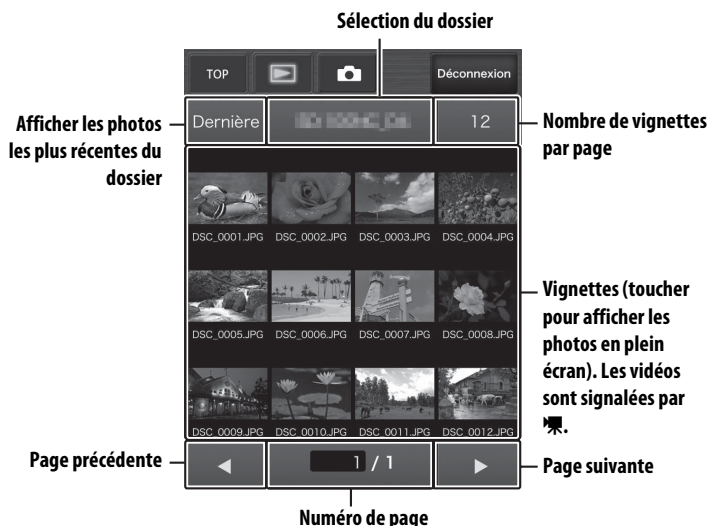 Sélection du dossier
TOP
Déconnexion
Afficher les photos
les plus récentes du
dossier
Dernière
12
Nombre de vignettes
par page
DSC_0001.JPG DSC_0002.JPG DSC_0003.JPG DSC_0004.JPG
DSC_0005.JPG DSC_0006.JPG DSC_0007.JPG DSC_0008.JPG
Vignettes (toucher
pour afficher les
photos en plein
écran). Les vidéos
sont signalées par
.
DSC_0009.JPG DSC_0010.JPG DSC_0011.JPG DSC_0012.JPG
Page précédente
1 / 1
Page suivante
Numéro de page